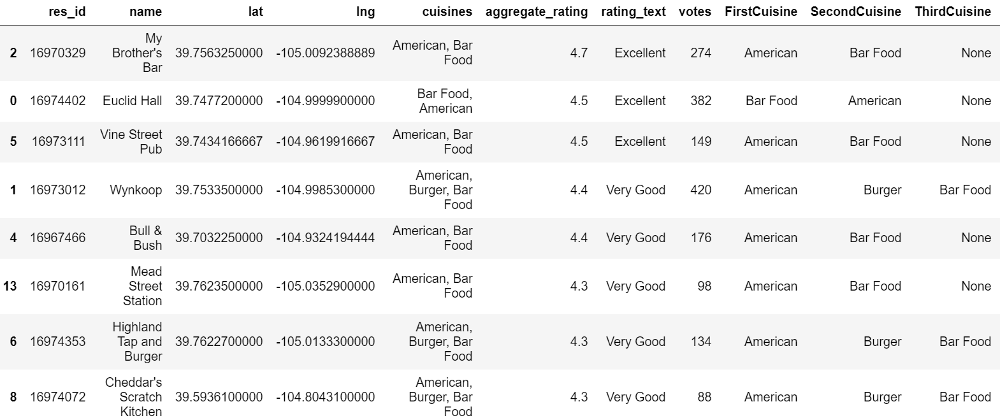 res_id name lat lng cuisines aggregate_rating rating_text votes FirstCuisine SecondCuisine ThirdCuisine
2 16970329 My Brother's Bar 39.7563250000 -105.0092388889 American, Bar Food 4.7 Excellent 274 American Bar Food None
0 16974402 Euclid Hall 39.7477200000 -104.9999900000 Bar Food, American 4.5 Excellent 382 Bar Food American None
5 16973111 Vine Street Pub 39.7434166667 -104.9619916667 American, Bar Food 4.5 Excellent 149 American Bar Food None
1 16973012 Wynkoop 39.7533500000 -104.9985300000 American, Burger, Bar Food 4.4 Very Good 420 American Burger Bar Food
4 16967466 Bull & Bush 39.7032250000 -104.9324194444 American, Bar Food 4.4 Very Good 176 American Bar Food None
13 16970161 Mead Street Station 39.7623500000 -105.0352900000 American, Bar Food 4.3 Very Good 98 American Bar Food None
6 16974353 Highland Tap and Burger 39.7622700000 -105.0133300000 American, Burger, Bar Food 4.3 Very Good 134 American Burger Bar Food
8 16974072 Cheddar's Scratch Kitchen 39.5936100000 -104.8043100000 American, Burger, Bar Food 4.3 Very Good 88 American Burger Bar Food